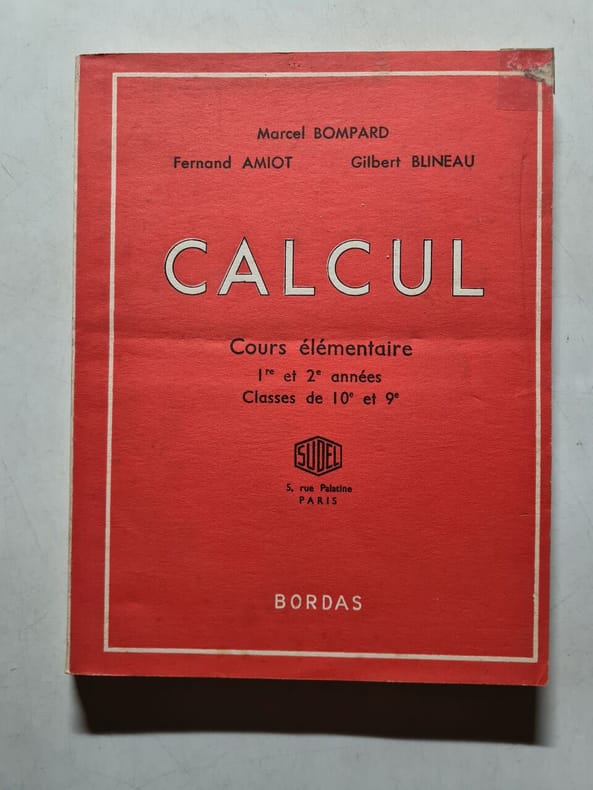 Marcel BOMPARD
Fernand AMIOT Gilbert BLINEAU
CALCUL
Cours élémentaire
1re et 2e années
Classes de 10e et 9e
SUDEL
5, rue Palatine
PARIS
BORDAS